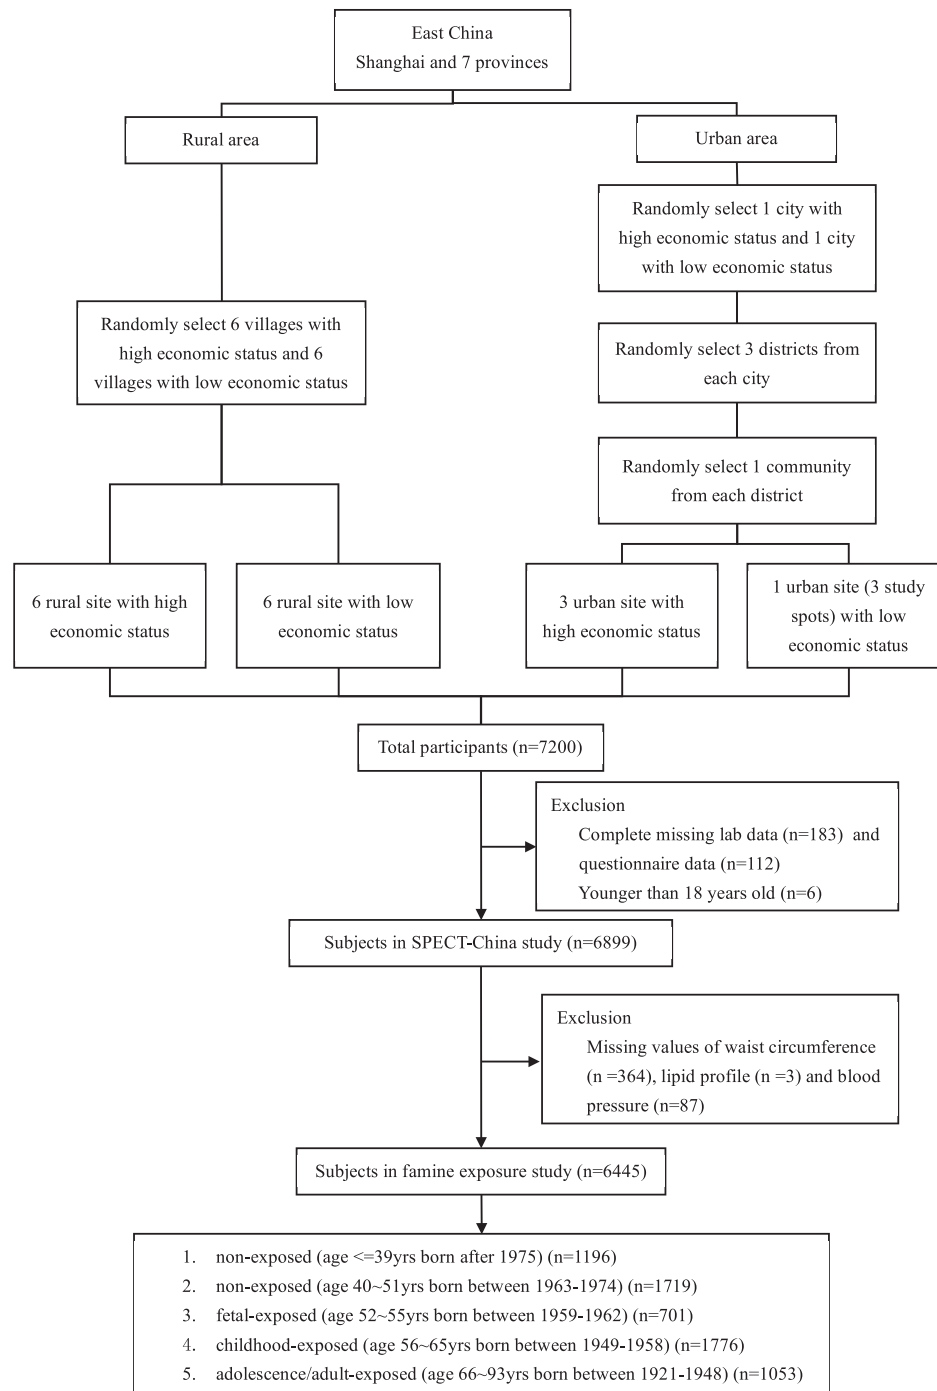 East China
Shanghai and 7 provinces
Rural area
Urban area
Randomly select 1 city with
high economic status and 1 city
with low economic status
Randomly select 6 villages with
high economic status and 6
villages with low economic status
Randomly select 3 districts from
each city
Randomly select 1 community
from each district
6 rural site with high
economic status
6 rural site with low
economic status
3 urban site with
high economic status
1 urban site (3 study
spots) with low
economic status
Total participants (n=7200)
Exclusion
Complete missing lab data (n=183) and
questionnaire data (n=112)
Younger than 18 years old (n=6)
Subjects in SPECT-China study (n=6899)
Exclusion
Missing values of waist circumference
(n =364), lipid profile (n =3) and blood
pressure (n=87)
Subjects in famine exposure study (n=6445)
1. non-exposed (age <=39yrs born after 1975) (n=1196)
2. non-exposed (age 40~51yrs born between 1963-1974) (n=1719)
3. fetal-exposed (age 52~55yrs born between 1959-1962) (n=701)
4. childhood-exposed (age 56~65yrs born between 1949-1958) (n=1776)
5. adolescence/adult-exposed (age 66~93yrs born between 1921-1948) (n=1053)